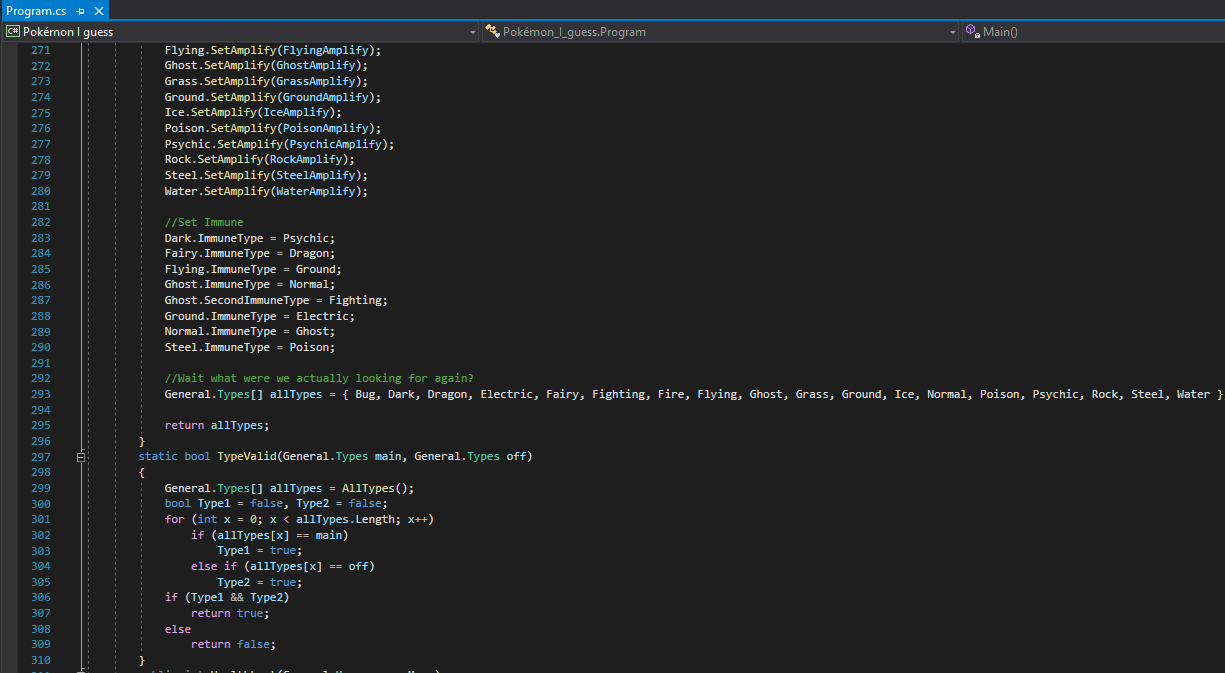 Program.cs
C# Pokémon I guess
Pokémon_I_guess.Program
Main()
271 Flying.SetAmplify(FlyingAmplify);
272 Ghost.SetAmplify(GhostAmplify);
273 Grass.SetAmplify(GrassAmplify);
274 Ground.SetAmplify(GroundAmplify);
275 Ice.SetAmplify(IceAmplify);
276 Poison.SetAmplify(PoisonAmplify);
277 Psychic.SetAmplify(PsychicAmplify);
278 Rock.SetAmplify(RockAmplify);
279 Steel.SetAmplify(SteelAmplify);
280 Water.SetAmplify(WaterAmplify);
281
282 //Set Immune
283 Dark.ImmuneType = Psychic;
284 Fairy.ImmuneType = Dragon;
285 Flying.ImmuneType = Ground;
286 Ghost.ImmuneType = Normal;
287 Ghost.SecondImmuneType = Fighting;
288 Ground.ImmuneType = Electric;
289 Normal.ImmuneType = Ghost;
290 Steel.ImmuneType = Poison;
291
292 //Wait what were we actually looking for again?
293 General.Types[] allTypes = { Bug, Dark, Dragon, Electric, Fairy, Fighting, Fire, Flying, Ghost, Grass, Ground, Ice, Normal, Poison, Psychic, Rock, Steel, Water }
294
295 return allTypes;
296 }
297 static bool TypeValid(General.Types main, General.Types off)
298 {
299 General.Types[] allTypes = AllTypes();
300 bool Type1 = false, Type2 = false;
301 for (int x = 0; x < allTypes.Length; x++)
302 if (allTypes[x] == main)
303 Type1 = true;
304 else if (allTypes[x] == off)
305 Type2 = true;
306 if (Type1 && Type2)
307 return true;
308 else
309 return false;
310 }